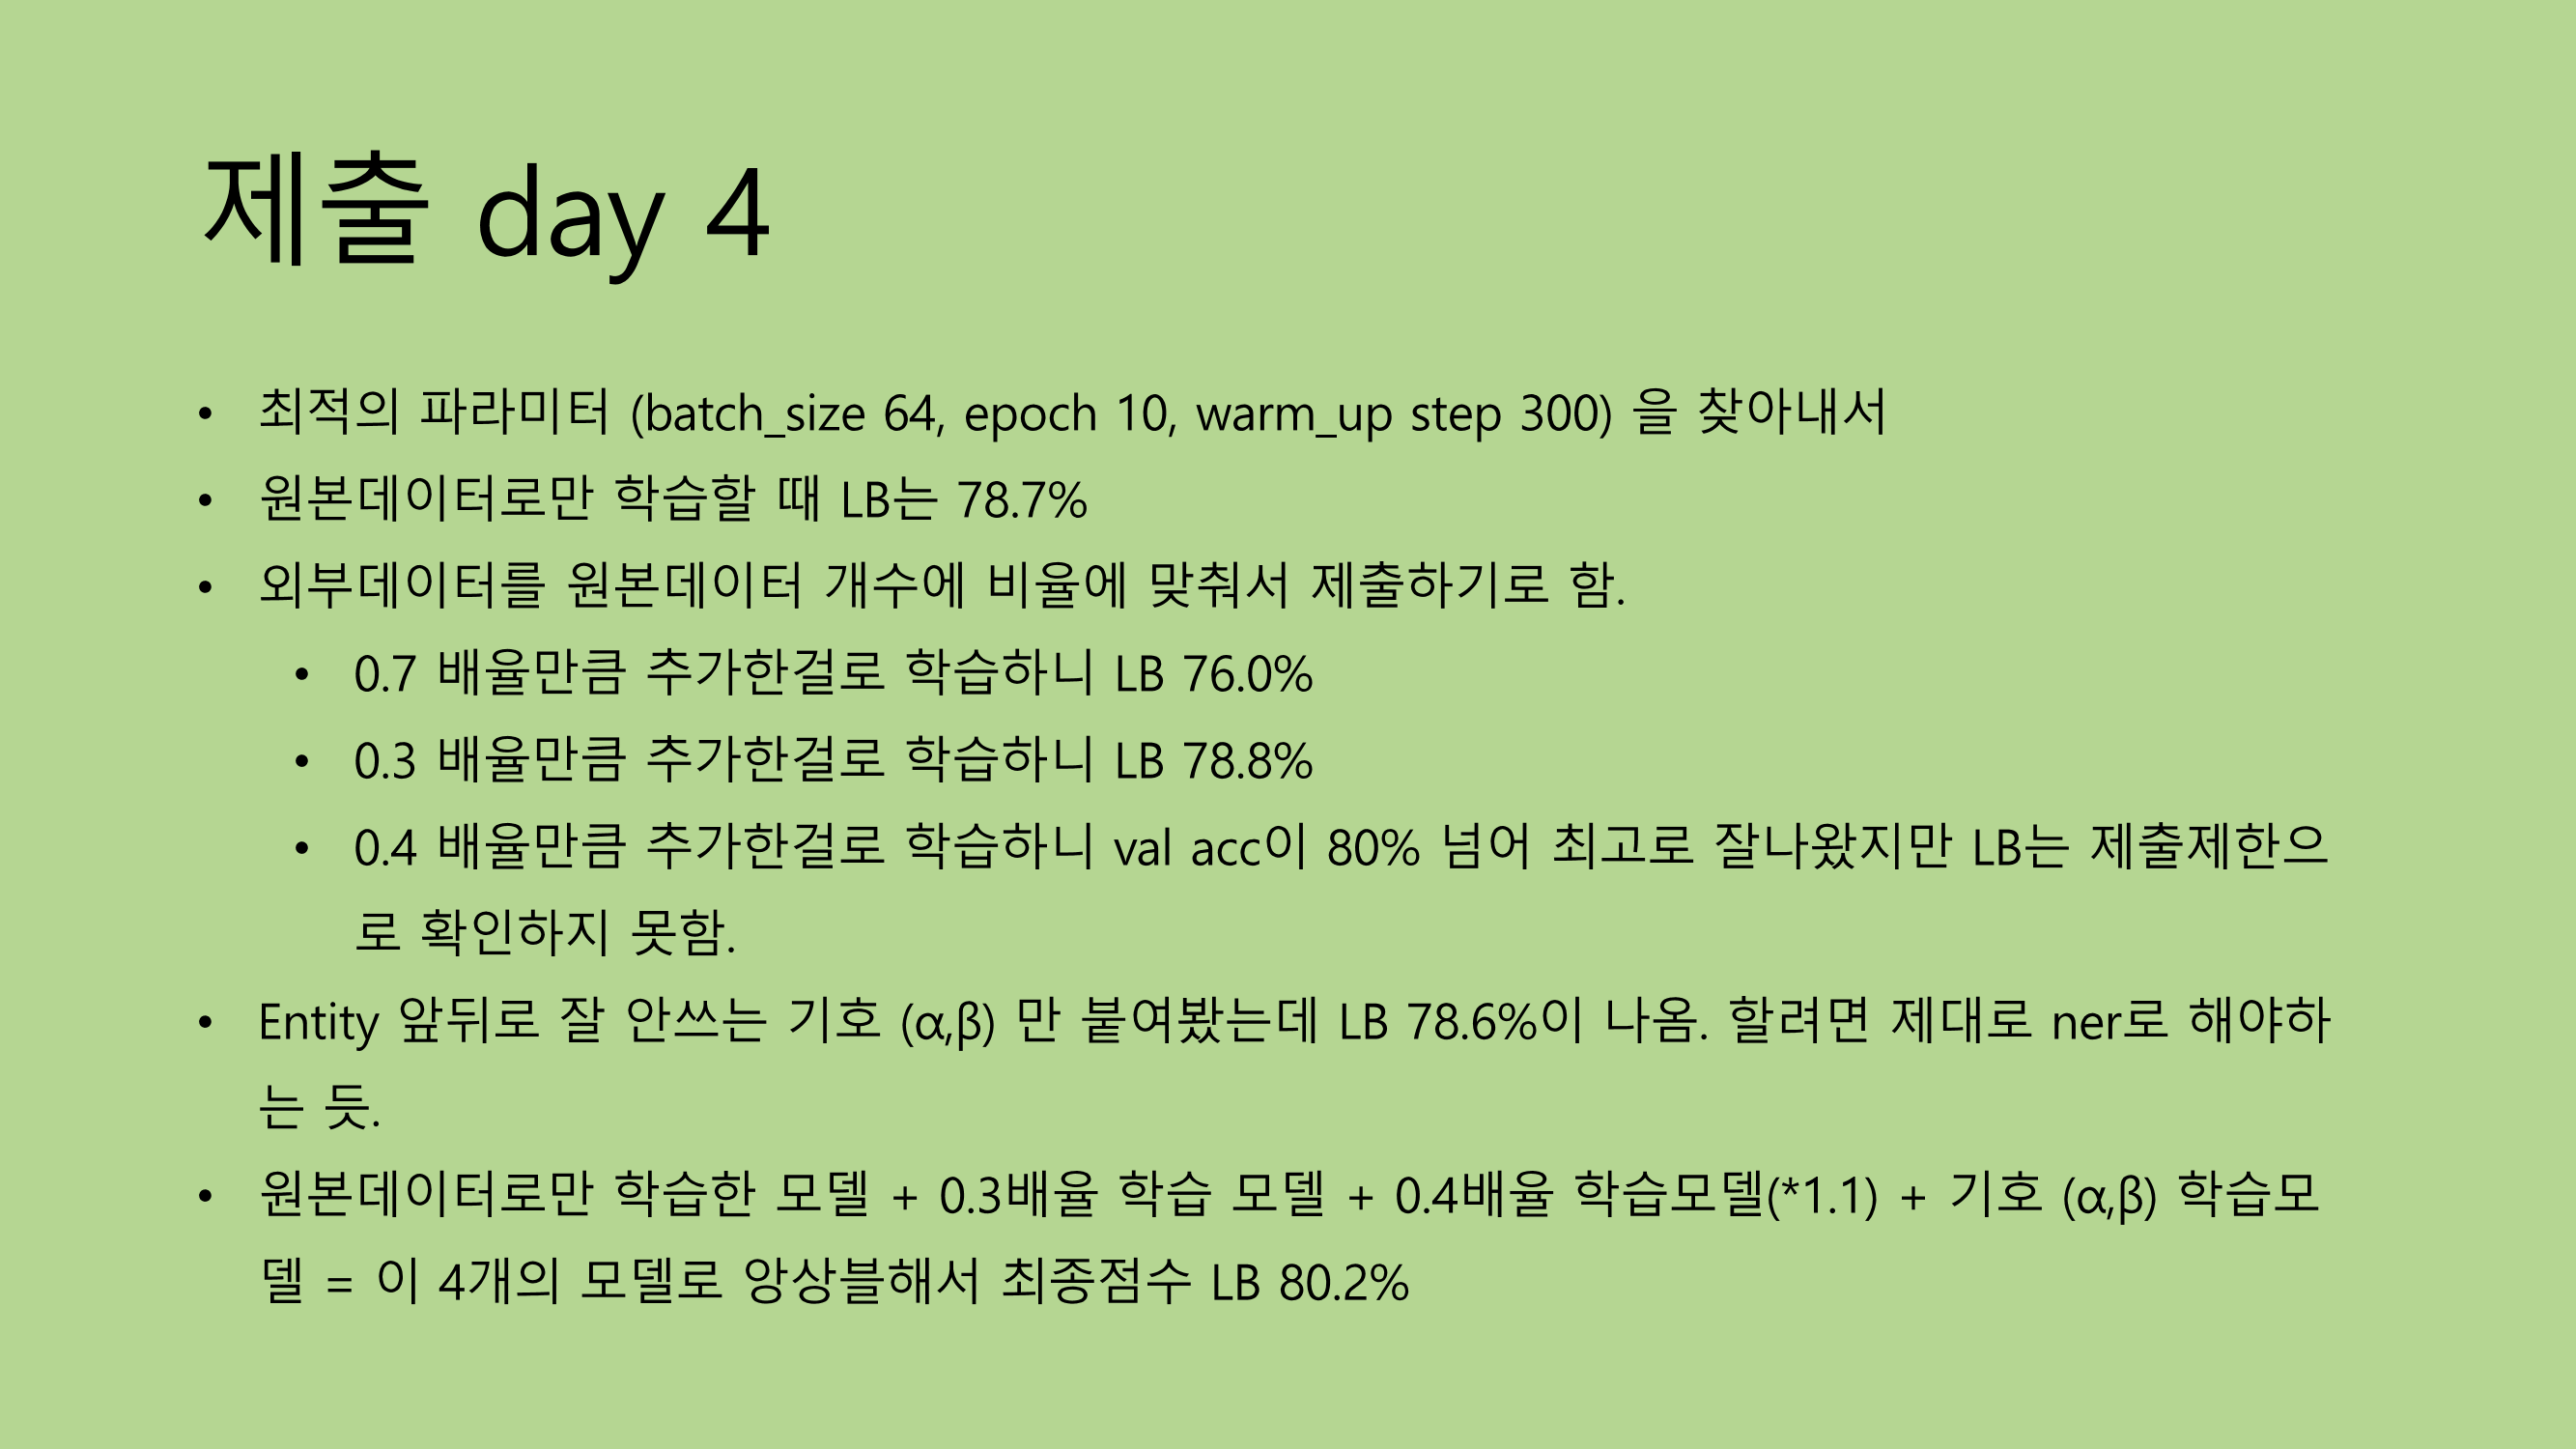 제출 day 4
• 최적의 파라미터 (batch_size 64, epoch 10, warm_up step 300) 을 찾아내서
• 원본데이터로만 학습할 때 LB는 78.7%
• 외부데이터를 원본데이터 개수에 비율에 맞춰서 제출하기로 함.
• 0.7 배율만큼 추가한걸로 학습하니 LB 76.0%
• 0.3 배율만큼 추가한걸로 학습하니 LB 78.8%
• 0.4 배율만큼 추가한걸로 학습하니 val acc이 80% 넘어 최고로 잘나왔지만 LB는 제출제한으
로 확인하지 못함.
• Entity 앞뒤로 잘 안쓰는 기호 (α,β) 만 붙여봤는데 LB 78.6%이 나옴. 할려면 제대로 ner로 해야하
는 듯.
• 원본데이터로만 학습한 모델 + 0.3배율 학습 모델 + 0.4배율 학습모델(*1.1) + 기호 (α,β) 학습모
델 = 이 4개의 모델로 앙상블해서 최종점수 LB 80.2%